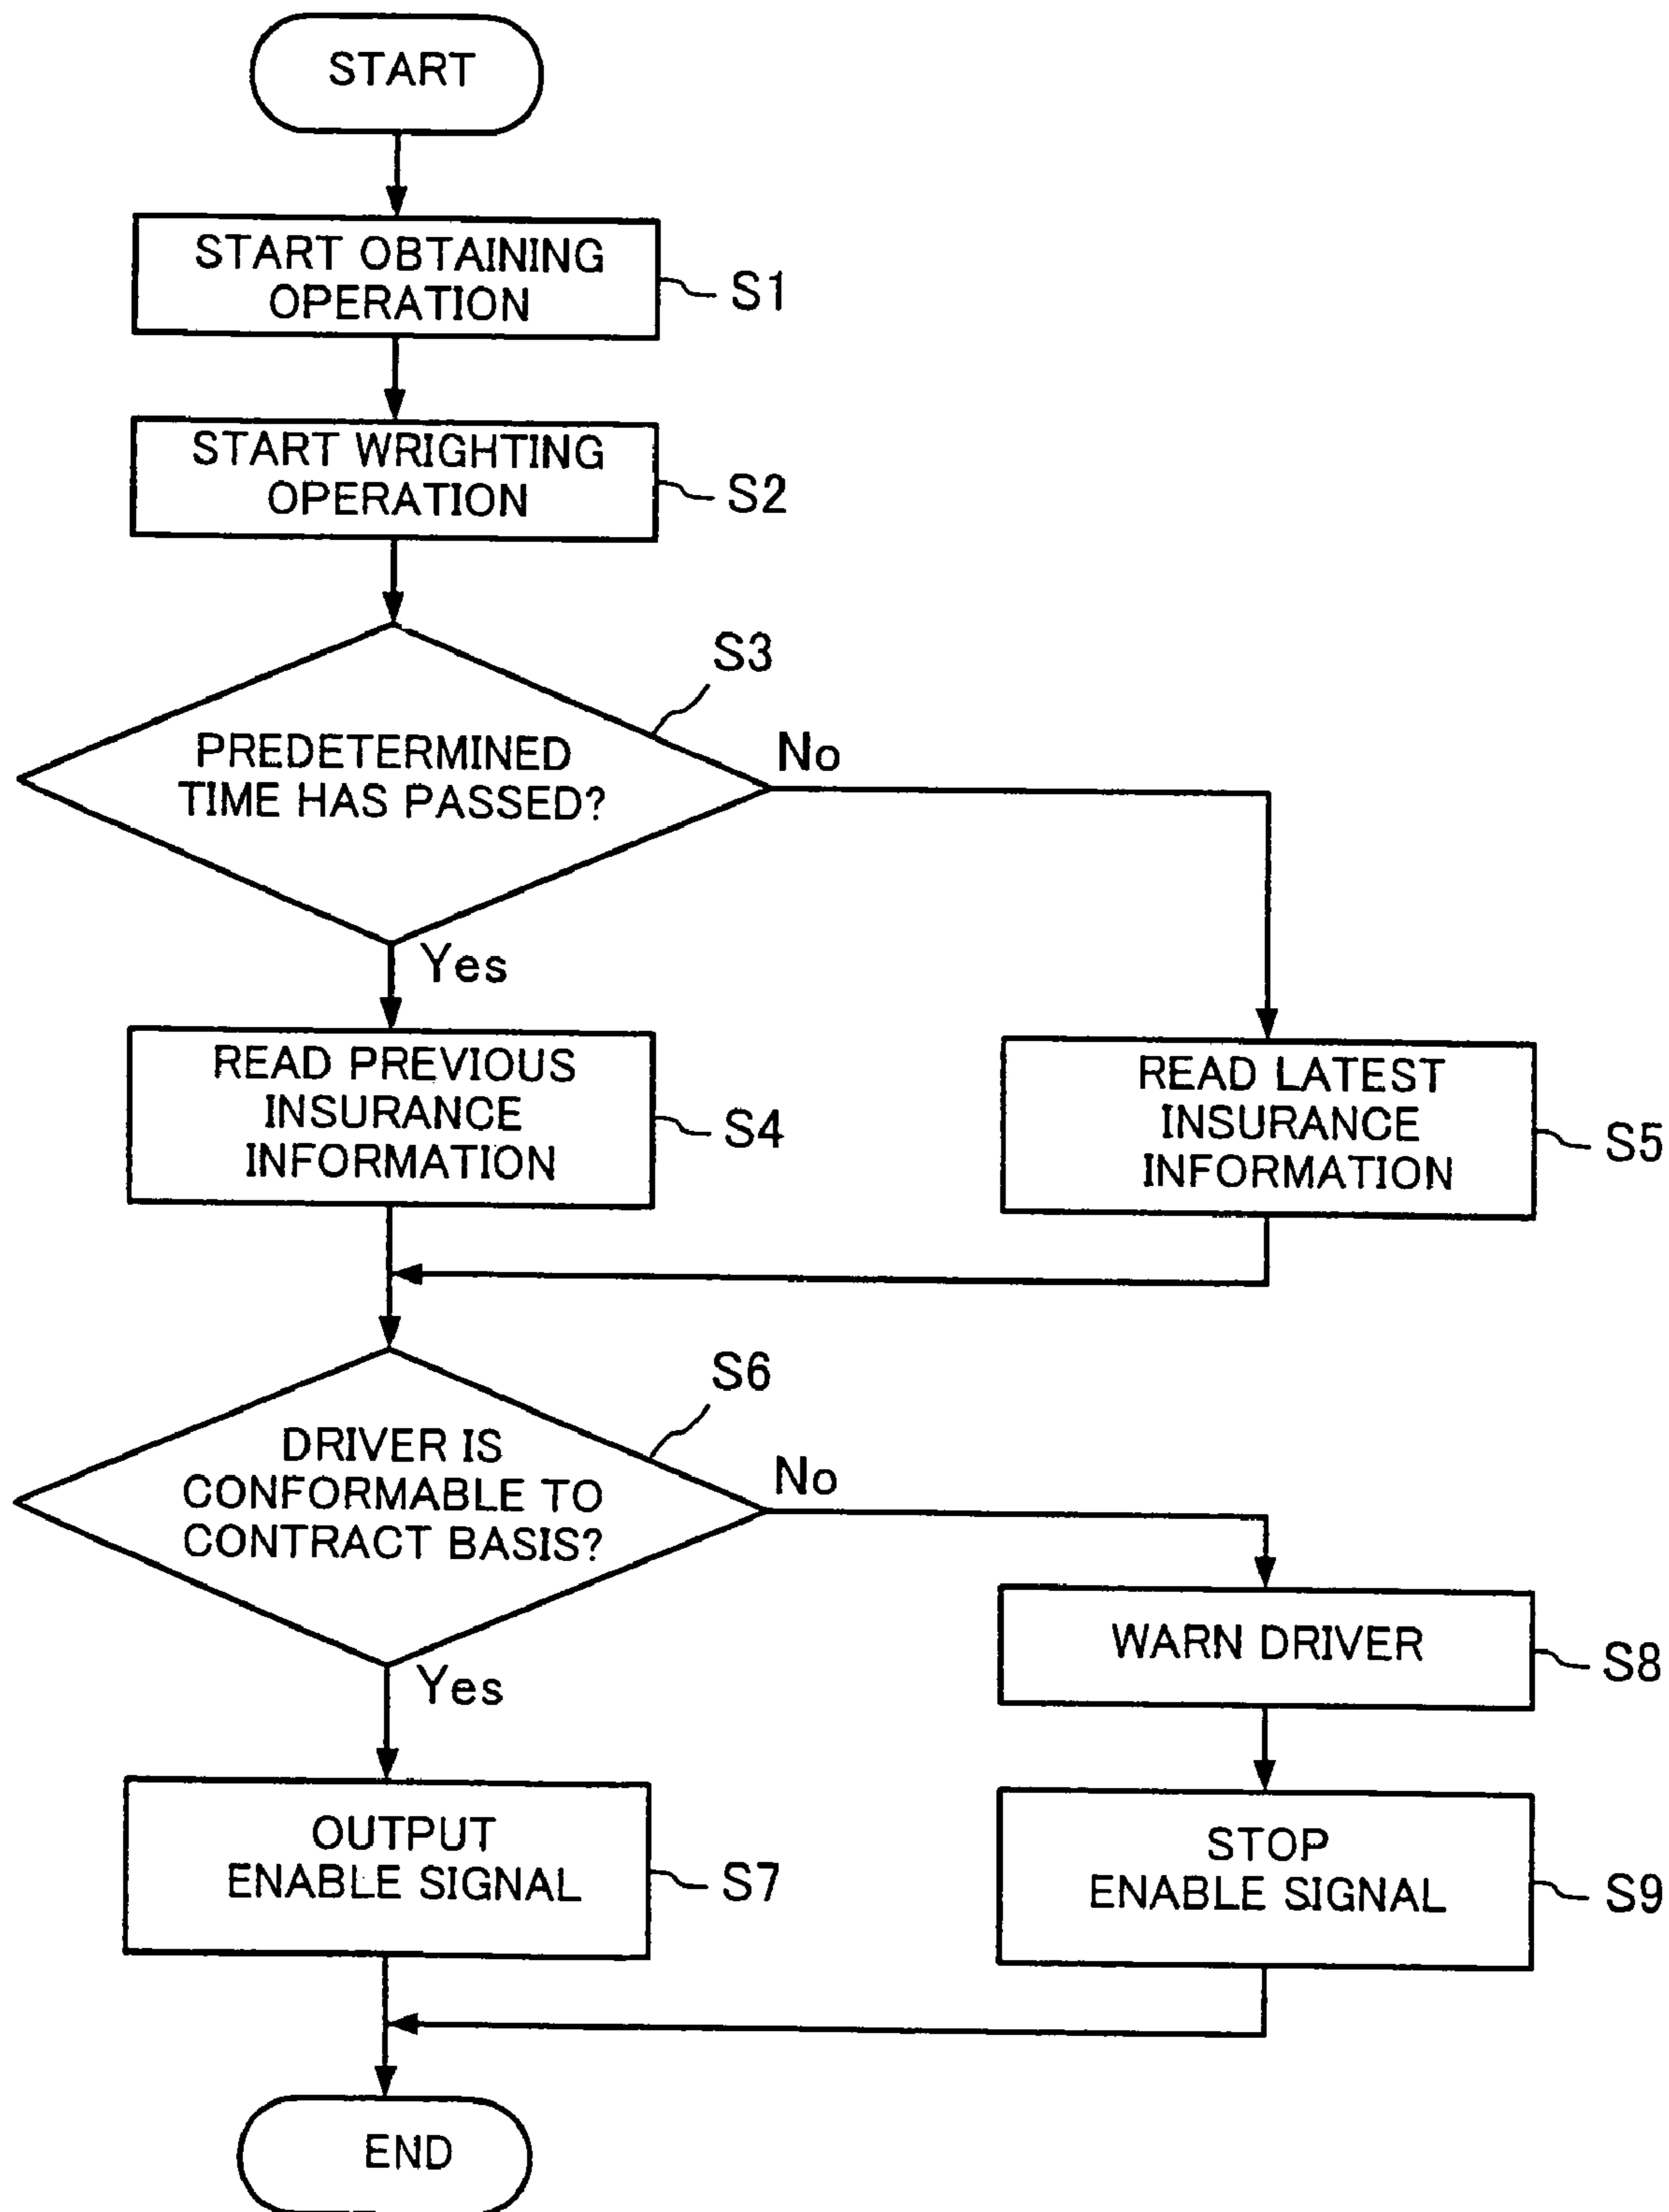 START
START OBTAINING
OPERATION
S1
START WRIGHTING
OPERATION
S2
S3
PREDETERMINED
TIME HAS PASSED?
No
Yes
READ PREVIOUS
INSURANCE
INFORMATION
S4
READ LATEST
INSURANCE
INFORMATION
S5
S6
DRIVER IS
CONFORMABLE TO
CONTRACT BASIS?
No
Yes
WARN DRIVER
S8
OUTPUT
ENABLE SIGNAL
S7
STOP
ENABLE SIGNAL
S9
END